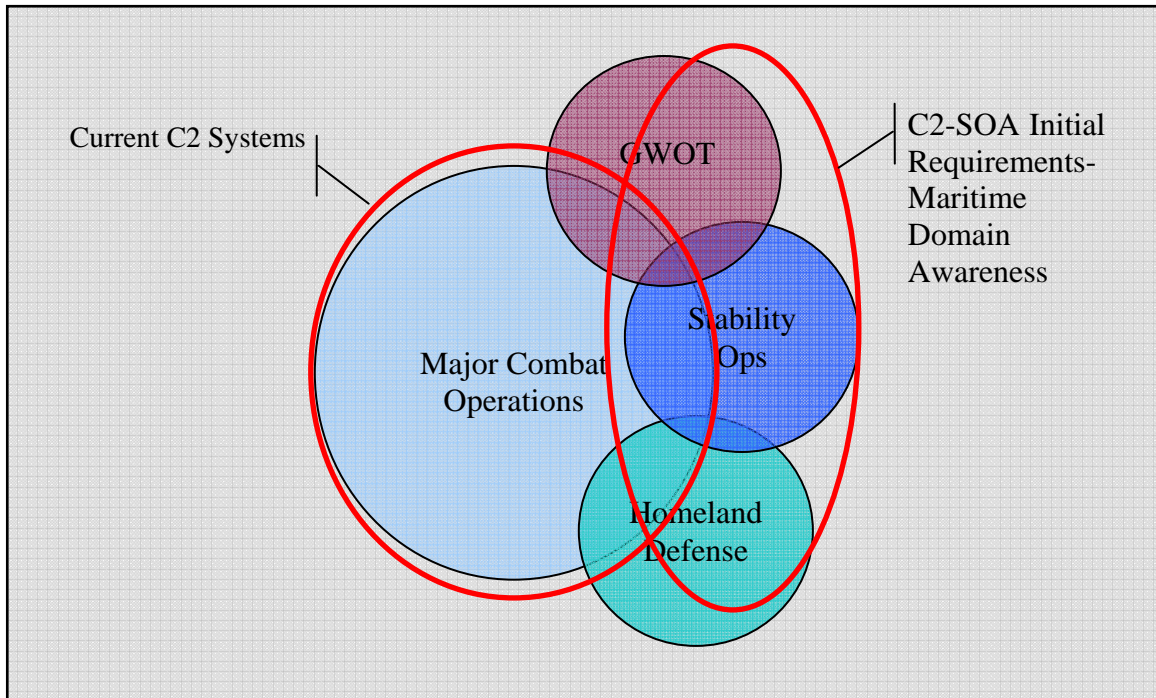 Current C2 Systems
GWOT
C2-SOA Initial
Requirements-
Maritime
Domain
Awareness
Stability
Ops
Major Combat
Operations
Homeland
Defense